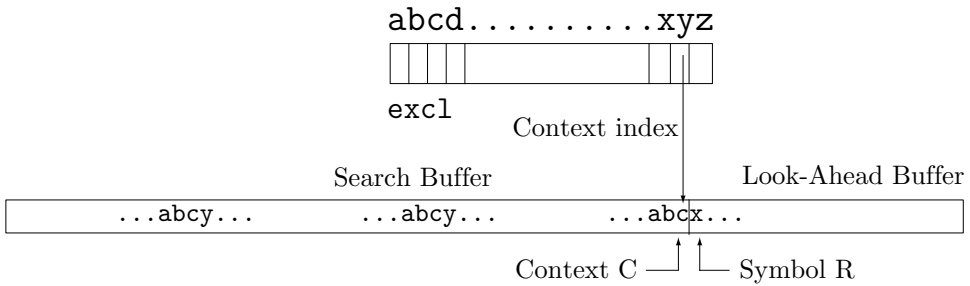 abcd..........xyz
excl
Context index
Search Buffer Look-Ahead Buffer
...abcy... ...abcy... ...abcx...
Context C Symbol R